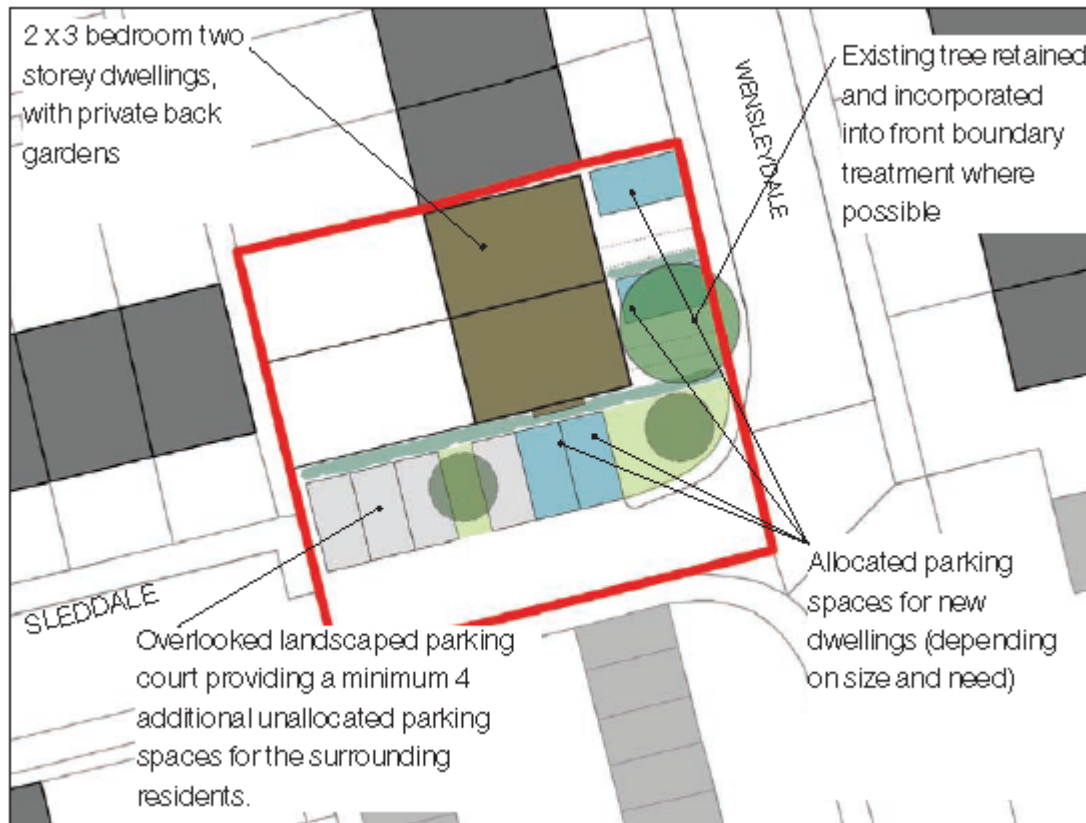 2 x 3 bedroom two
storey dwellings,
with private back
gardens
WENSLEYDALE
Existing tree retained
and incorporated
into front boundary
treatment where
possible
SLEDDALE
Overlooked landscaped parking
court providing a minimum 4
additional unallocated parking
spaces for the surrounding
residents.
Allocated parking
spaces for new
dwellings (depending
on size and need)